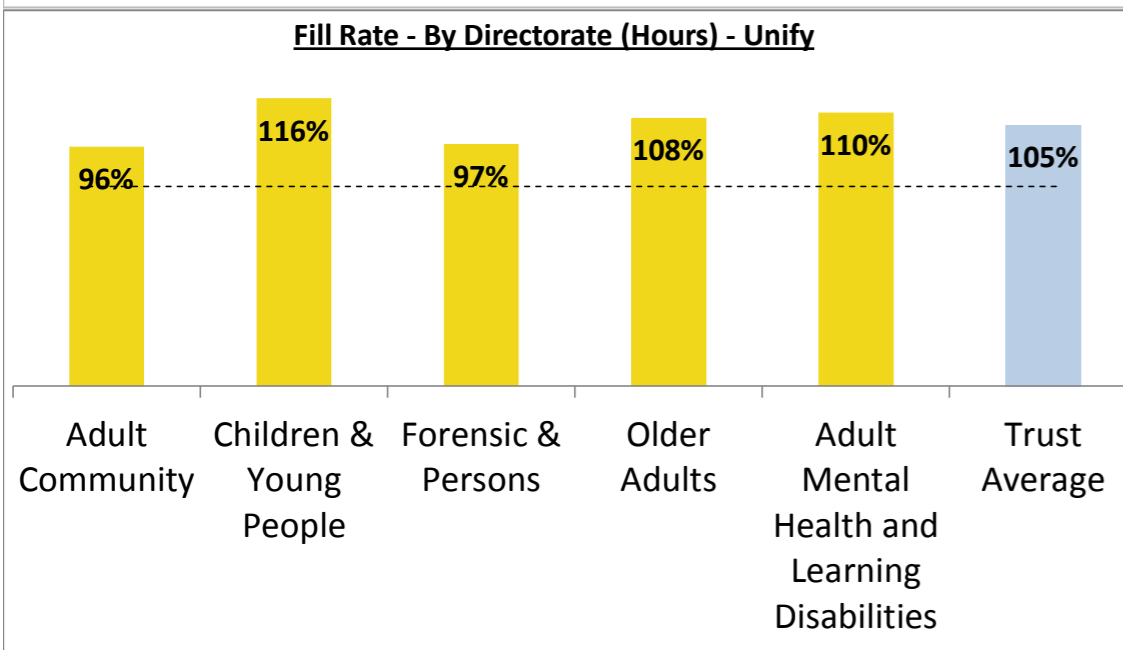 Fill Rate - By Directorate (Hours) - Unify
96%
116%
97%
108%
110%
105%
Adult
Community
Children &
Young
People
Forensic &
Persons
Older
Adults
Adult
Mental
Health and
Learning
Disabilities
Trust
Average